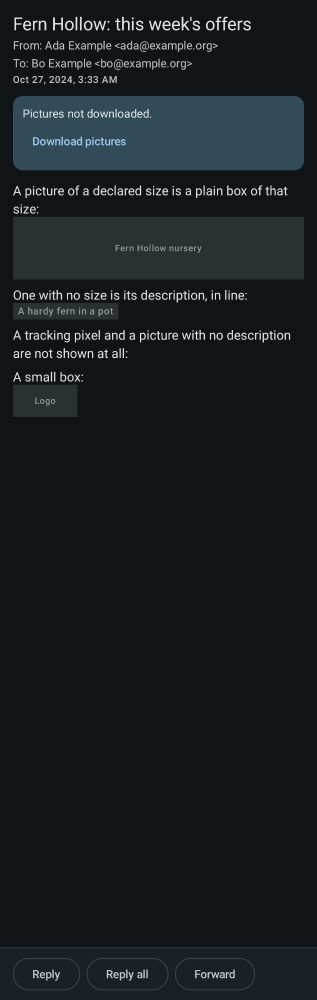 Fern Hollow: this week's offers
From: Ada Example <ada@example.org>
To: Bo Example <bo@example.org>
Oct 27, 2024, 3:33 AM
Pictures not downloaded.
Download pictures
A picture of a declared size is a plain box of that
size:
Fern Hollow nursery
One with no size is its description, in line:
A hardy fern in a pot
A tracking pixel and a picture with no description
are not shown at all:
A small box:
Logo
Reply
Reply all
Forward